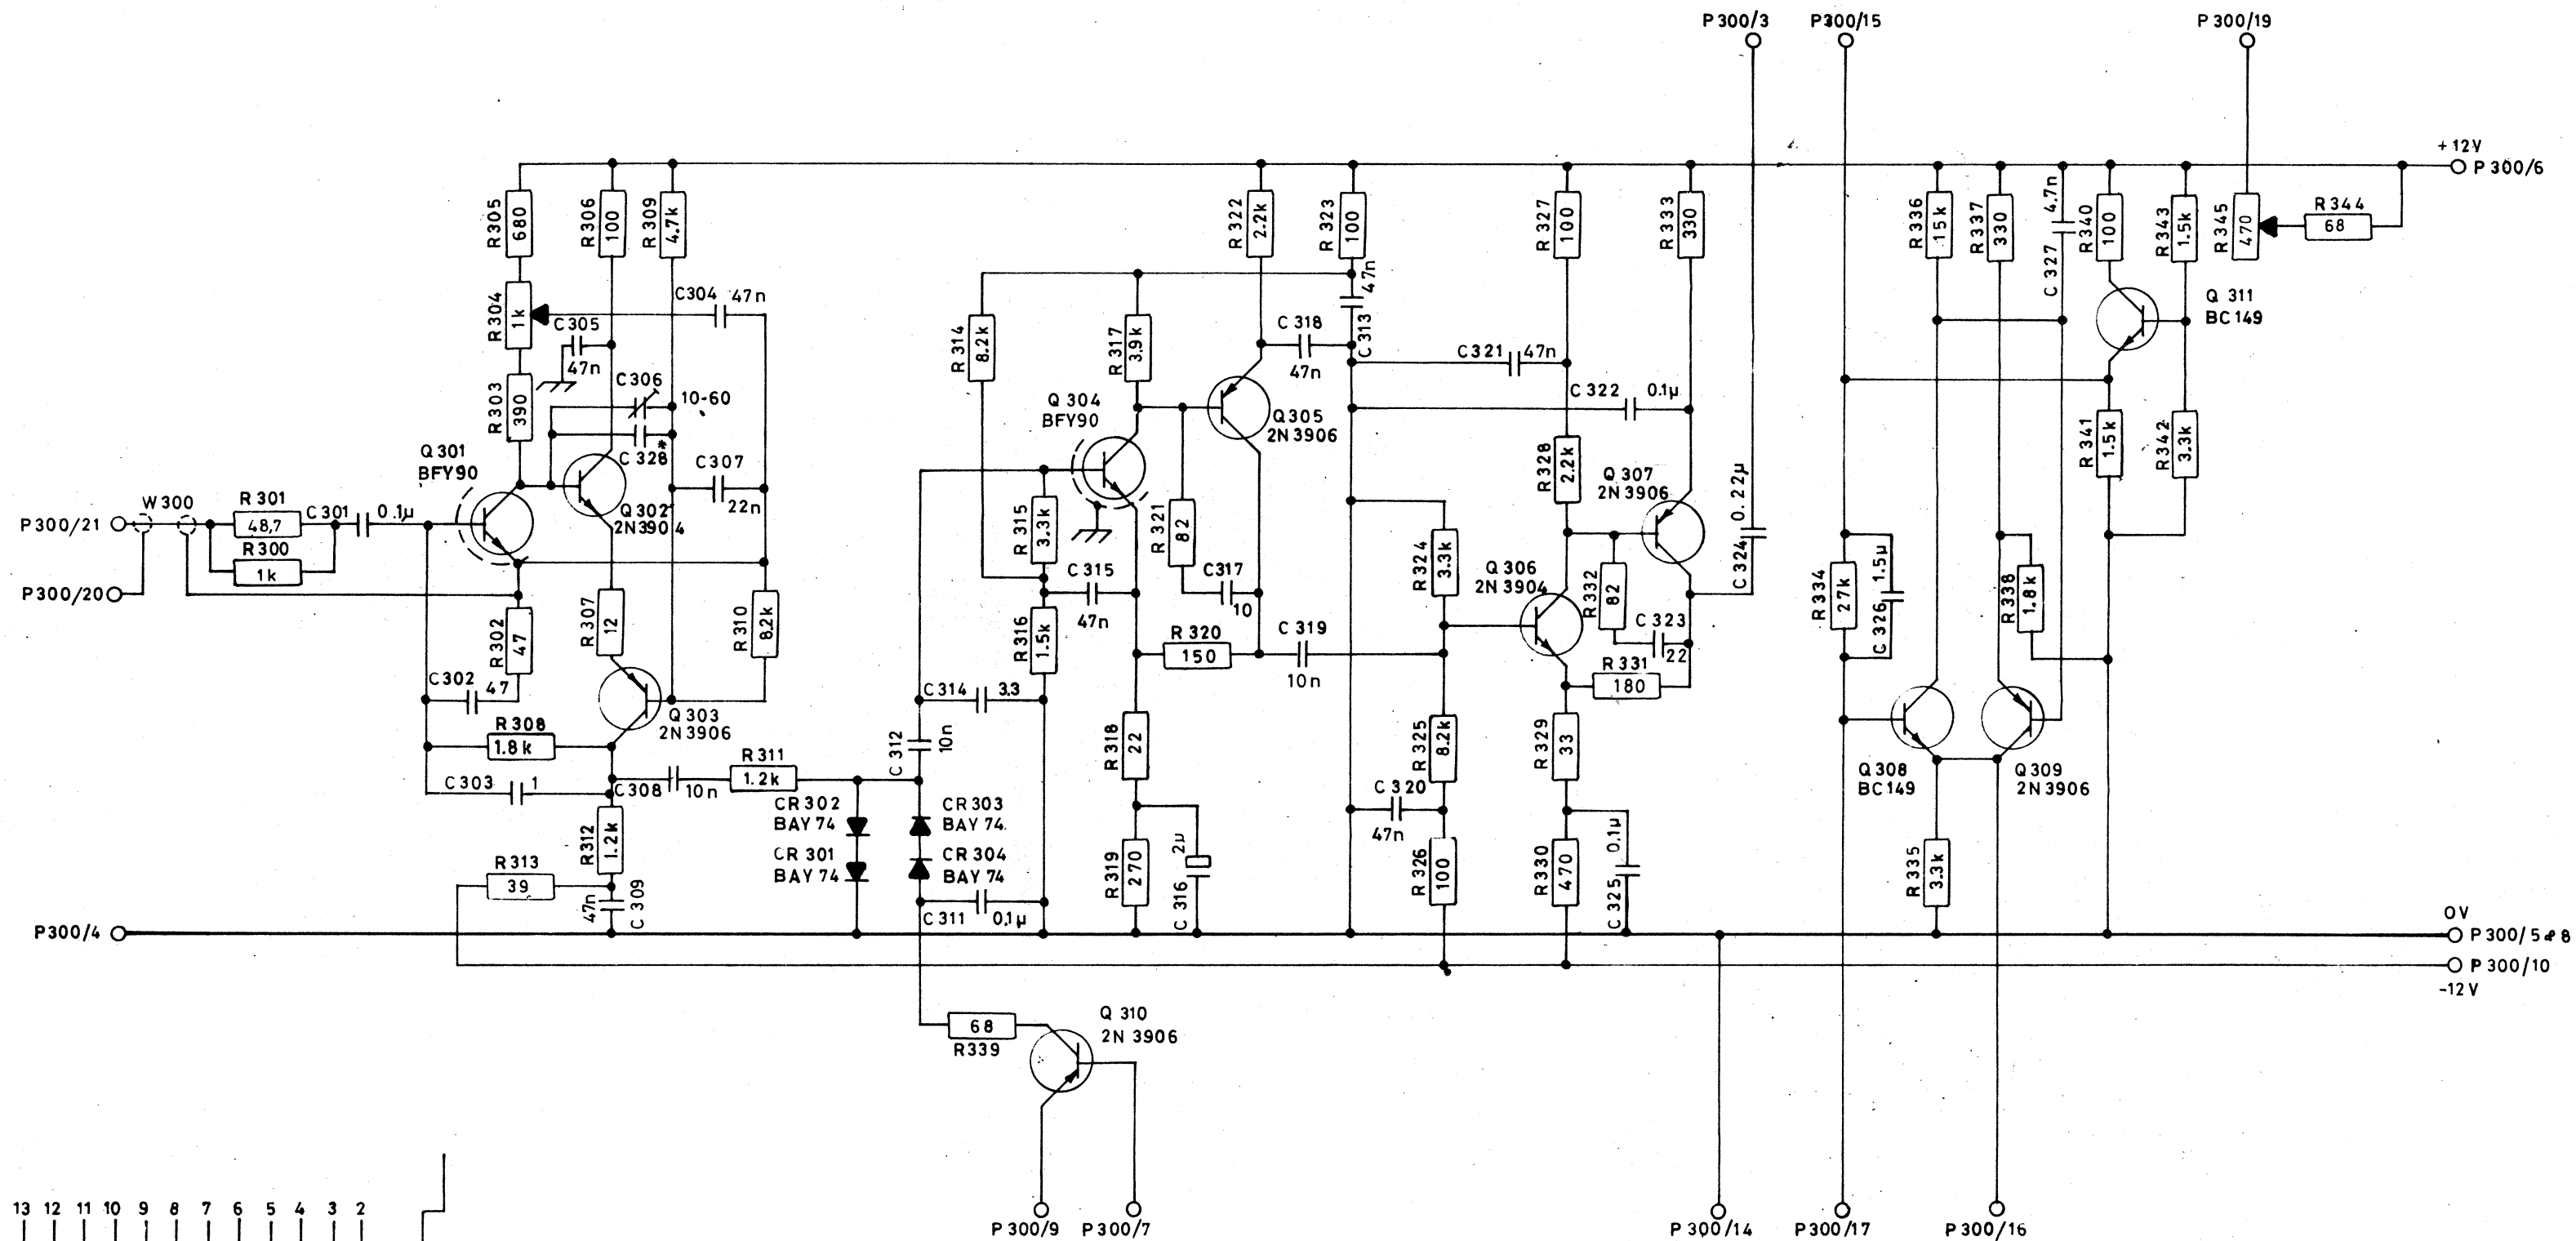 P300/3
P300/15
P300/19
+12V
P300/6
R305
680
R306
100
R309
4.7k
R322
2.2k
R323
100
R327
100
R333
330
R336
15k
R337
330
4.7n
C327
R340
100
R343
1.5k
R345
470
R344
68
R304
1k
C304 47n
C305
47n
R314
8.2k
R317
3.9k
C318
47n
47n
C313
Q 311
BC149
R303
390
C306
10-60
C328*
C307
22n
Q 304
BFY90
Q305
2N3906
C321 47n
C322 0.1µ
R341
1.5k
R342
3.3k
Q301
BFY90
Q302
2N3904
R328
2.2k
Q307
2N3906
0.22µ
C324
W300
P300/21
R301
48,7
C301 0.1µ
R300
1k
P300/20
R315
3.3k
R321
82
R324
3.3k
Q306
2N3904
R332
82
R334
27k
1.5µ
C326
R338
1.8k
R302
47
R307
12
R310
8.2k
C315
47n
R316
1.5k
C317
10
R320
150
C319
10n
C323
22
R331
180
C302 47
Q303
2N3906
C314 3.3
R308
1.8k
C312
10n
R318
22
R325
8.2k
R329
33
C303 1
C308 10n
R311
1.2k
Q308
BC149
Q309
2N3906
CR302
BAY74
CR303
BAY74
C320
47n
R312
1.2k
CR301
BAY74
CR304
BAY74
R313
39
47n
C309
C311 0.1µ
R319
270
2µ
C316
R326
100
R330
470
0.1µ
C325
R335
3.3k
P300/4
0V
P300/5&8
P300/10
-12V
68
R339
Q 310
2N3906
13 12 11 10 9 8 7 6 5 4 3 2
P300/9
P300/7
P300/14
P300/17
P300/16